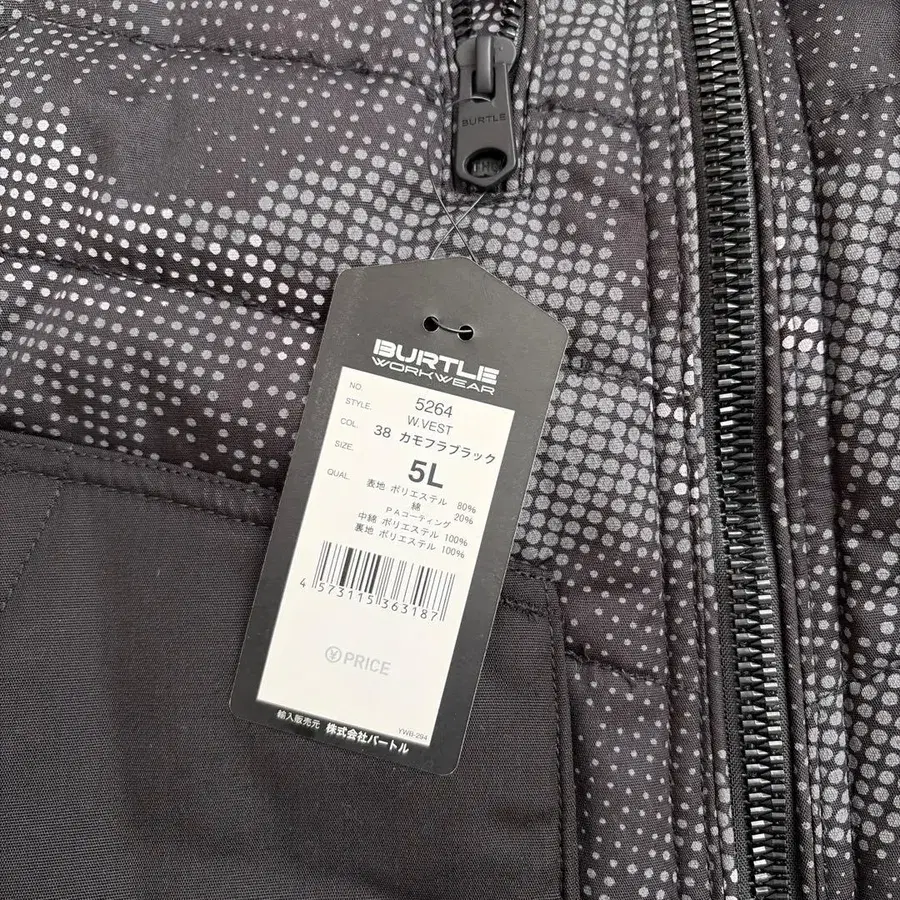 BURTLE
BURTLE
WORKWEAR
NO. 5264
STYLE. W.VEST
COL. 38 カモフラブラック
SIZE. 5L
QUAL. 表地 ポリエステル 80%
綿 20%
PAコーティング
中綿 ポリエステル 100%
裏地 ポリエステル 100%
4 573115 363187
¥ PRICE
輸入販売元 株式会社バートル
YWB-294